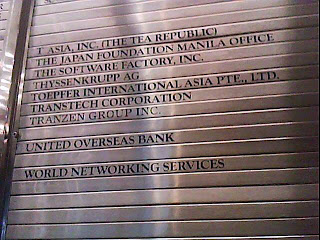 T ASIA, INC. (THE TEA REPUBLIC)
THE JAPAN FOUNDATION MANILA OFFICE
THE SOFTWARE FACTORY, INC.
THYSSENKRUPP AG
TOEPFER INTERNATIONAL ASIA PTE., LTD.
TRANSTECH CORPORATION
TRANZEN GROUP INC.
UNITED OVERSEAS BANK
WORLD NETWORKING SERVICES